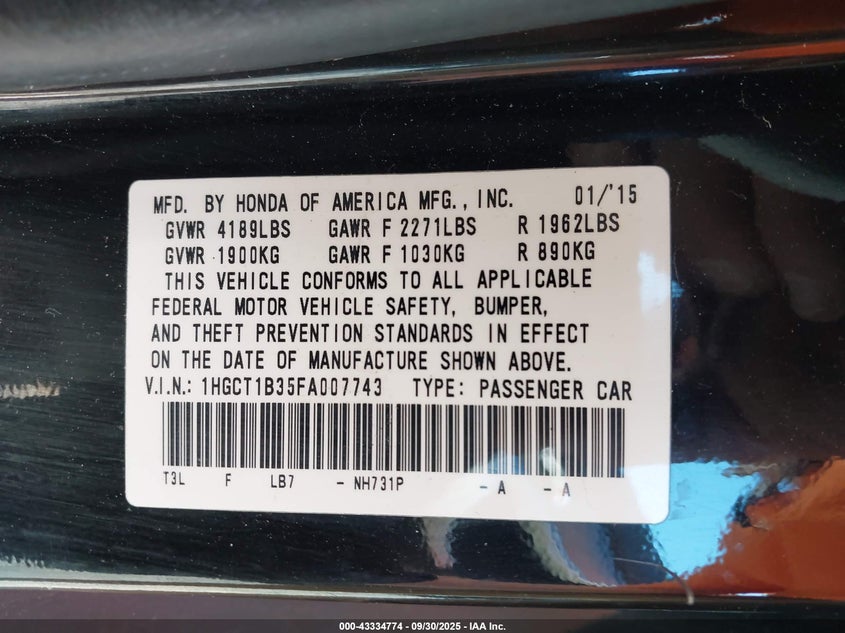 MFD. BY HONDA OF AMERICA MFG., INC. 01/'15
GVWR 4189LBS GAWR F 2271LBS R 1962LBS
GVWR 1900KG GAWR F 1030KG R 890KG
THIS VEHICLE CONFORMS TO ALL APPLICABLE
FEDERAL MOTOR VEHICLE SAFETY, BUMPER,
AND THEFT PREVENTION STANDARDS IN EFFECT
ON THE DATE OF MANUFACTURE SHOWN ABOVE.
V.I.N.: 1HGCT1B35FA007743 TYPE: PASSENGER CAR
T3L F LB7 - NH731P - A - A
000-43334774 - 09/30/2025 - IAA Inc.